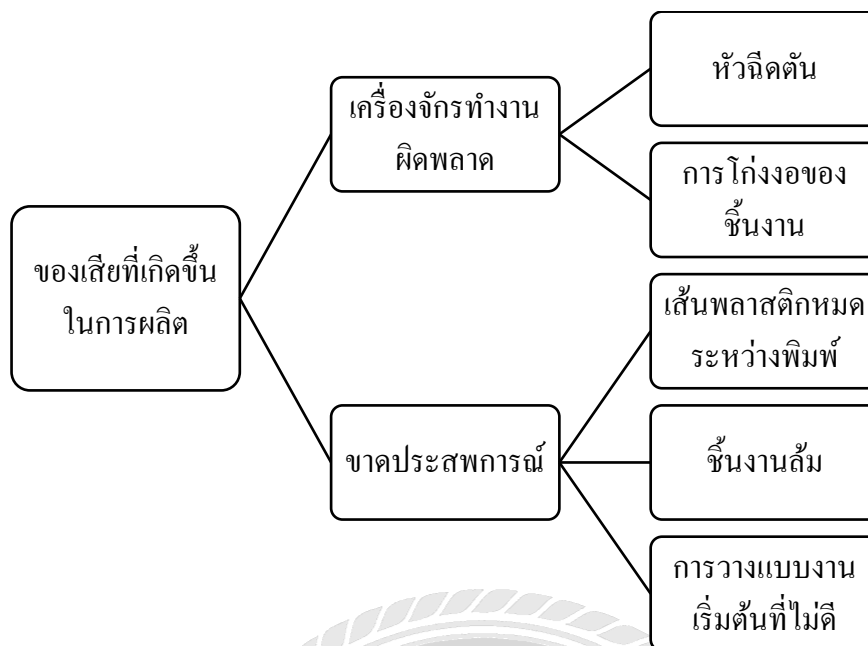 ของเสียที่เกิดขึ้น
ในการผลิต
เครื่องจักรทำงาน
ผิดพลาด
หัวฉีดตัน
การโก่งงอของ
ชิ้นงาน
ขาดประสพการณ์
เส้นพลาสติกหมด
ระหว่างพิมพ์
ชิ้นงานล้ม
การวางแบบงาน
เริ่มต้นที่ไม่ดี